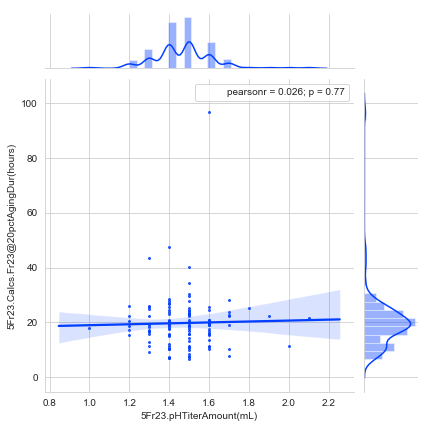 pearsonr = 0.026; p = 0.77
100
80
60
40
20
0
5Fr23.Calcs.Fr23@20pctAgingDur(hours)
0.8 1.0 1.2 1.4 1.6 1.8 2.0 2.2
5Fr23.pHTiterAmount(mL)